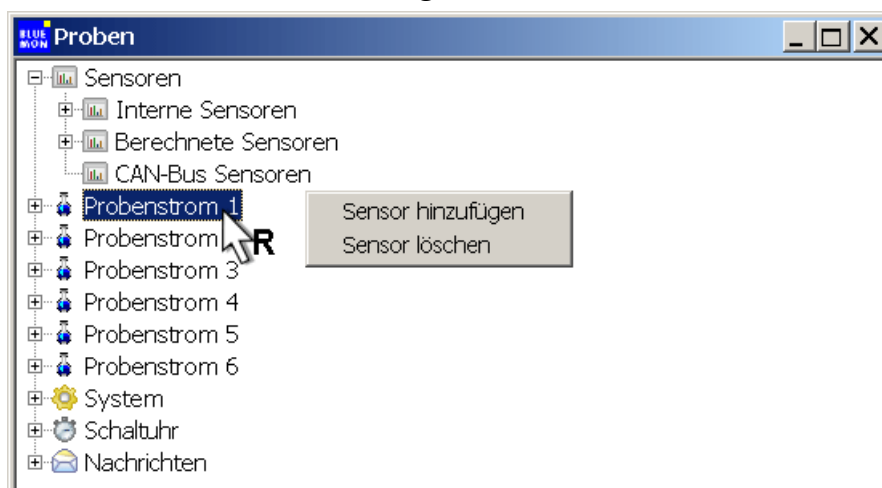 BLUE
MON
Proben
Sensoren
Interne Sensoren
Berechnete Sensoren
CAN-Bus Sensoren
Probenstrom 1
Sensor hinzufügen
Probenstrom
R
Sensor löschen
Probenstrom 3
Probenstrom 4
Probenstrom 5
Probenstrom 6
System
Schaltuhr
Nachrichten